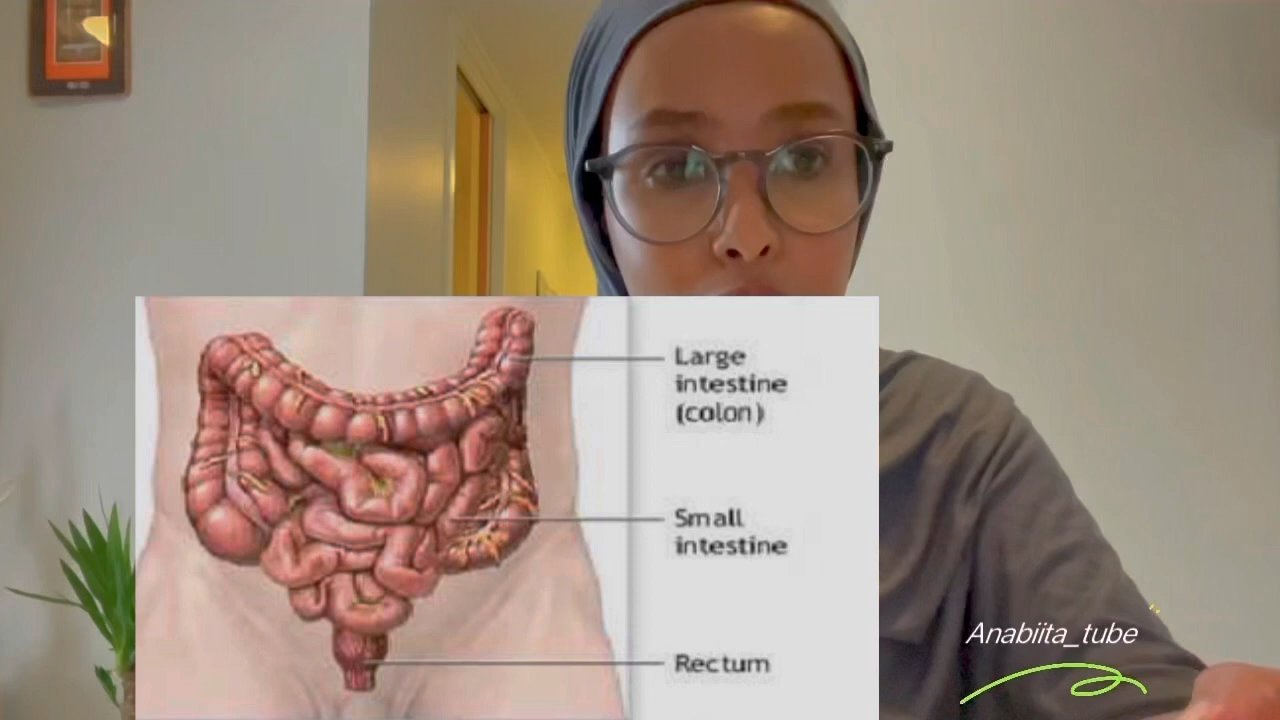 Large
intestine
(colon)
Small
intestine
Rectum
Anabiita_tube